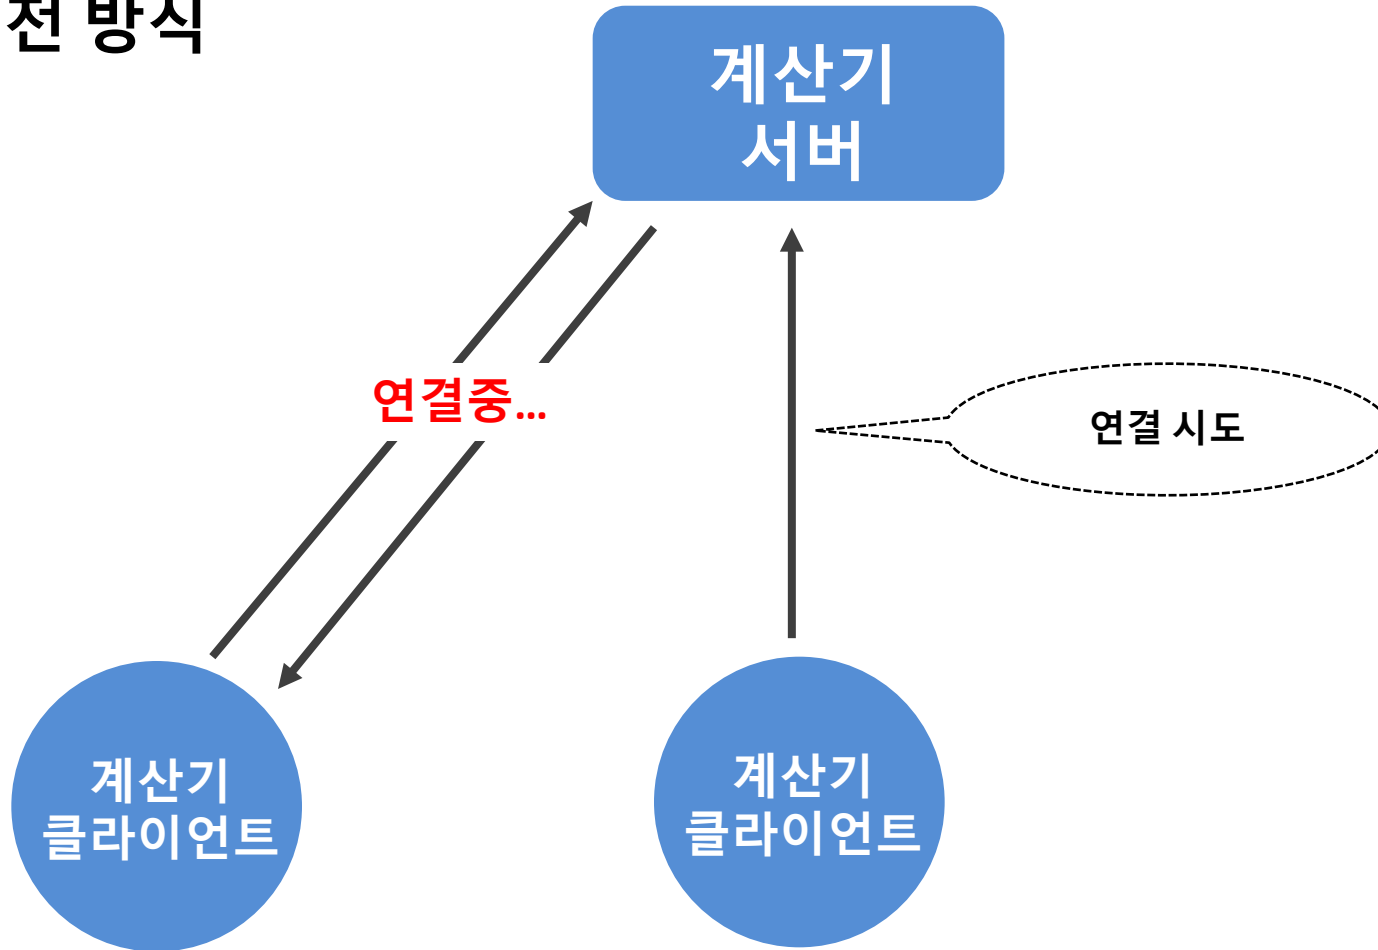 전 방식
계산기
서버
연결중...
연결 시도
계산기
클라이언트
계산기
클라이언트